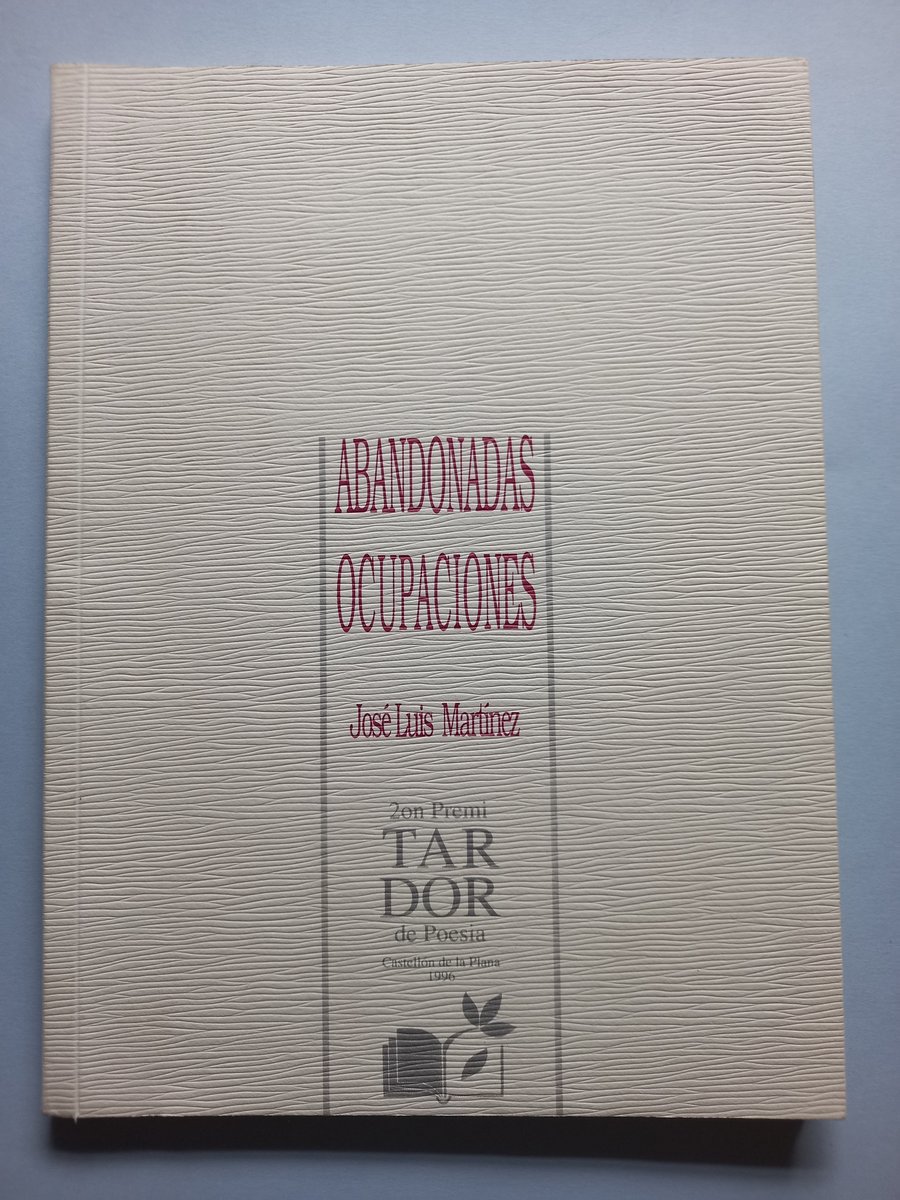 ABANDONADAS
OCUPACIONES
José Luis Martínez
2on Premi
TAR
DOR
de Poesia
Castellón de la Plana
1996